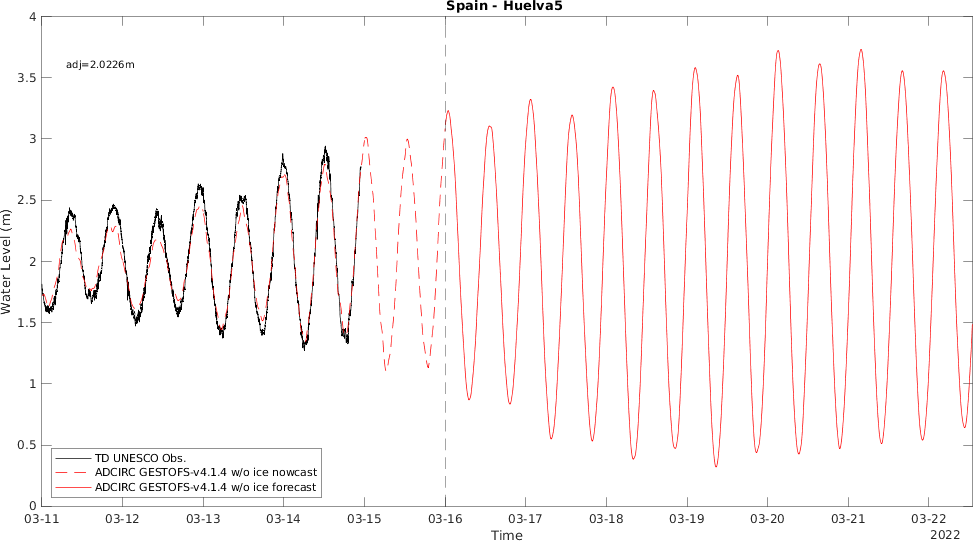 Spain - Huelva5
4
3.5
3
2.5
2
1.5
1
0.5
0
Water Level (m)
adj=2.0226m
TD UNESCO Obs.
ADCIRC GESTOFS-v4.1.4 w/o ice nowcast
ADCIRC GESTOFS-v4.1.4 w/o ice forecast
03-11 03-12 03-13 03-14 03-15 03-16 03-17 03-18 03-19 03-20 03-21 03-22
2022
Time